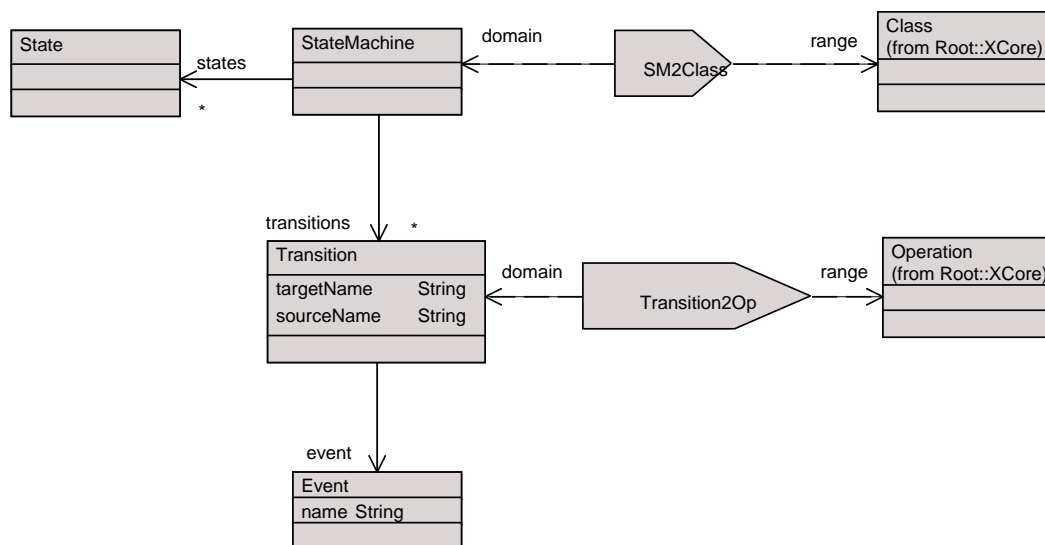 State
states
*
StateMachine
domain
SM2Class
range
Class
(from Root::XCore)
transitions
*
Transition
targetName String
sourceName String
domain
Transition2Op
range
Operation
(from Root::XCore)
event
Event
name String